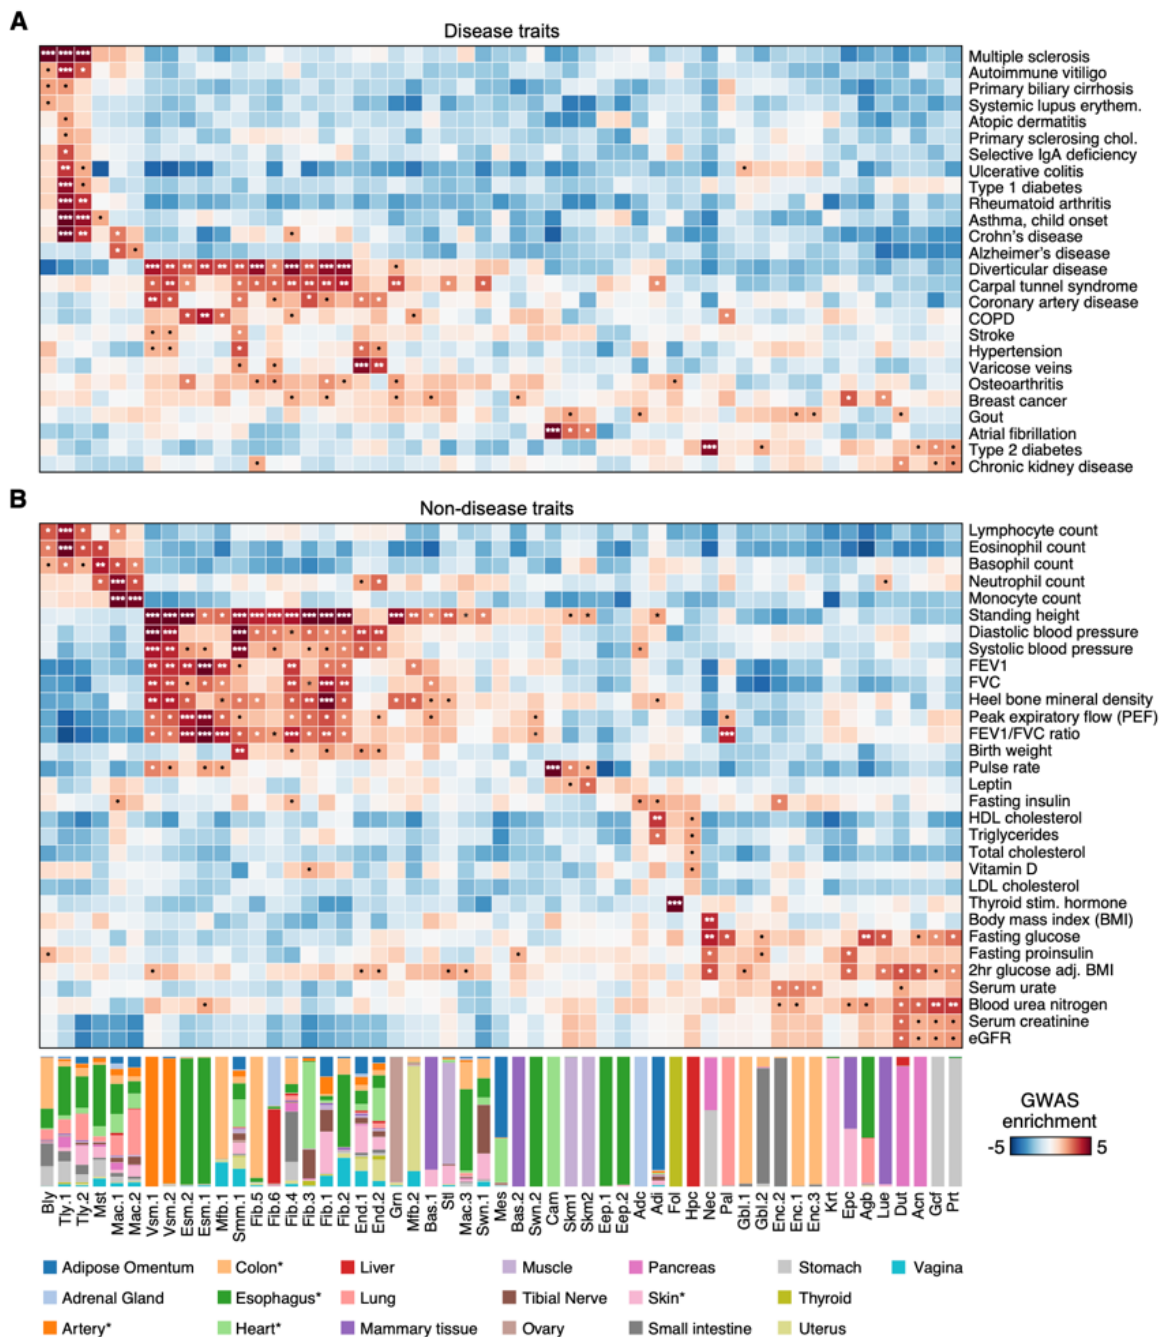 A
Disease traits
Multiple sclerosis
Autoimmune vitiligo
Primary biliary cirrhosis
Systemic lupus erythem.
Atopic dermatitis
Primary sclerosing chol.
Selective IgA deficiency
Ulcerative colitis
Type 1 diabetes
Rheumatoid arthritis
Asthma, child onset
Crohn's disease
Alzheimer's disease
Diverticular disease
Carpal tunnel syndrome
Coronary artery disease
COPD
Stroke
Hypertension
Varicose veins
Osteoarthritis
Breast cancer
Gout
Atrial fibrillation
Type 2 diabetes
Chronic kidney disease
B
Non-disease traits
Lymphocyte count
Eosinophil count
Basophil count
Neutrophil count
Monocyte count
Standing height
Diastolic blood pressure
Systolic blood pressure
FEV1
FVC
Heel bone mineral density
Peak expiratory flow (PEF)
FEV1/FVC ratio
Birth weight
Pulse rate
Leptin
Fasting insulin
HDL cholesterol
Triglycerides
Total cholesterol
Vitamin D
LDL cholesterol
Thyroid stim. hormone
Body mass index (BMI)
Fasting glucose
Fasting proinsulin
2hr glucose adj. BMI
Serum urate
Blood urea nitrogen
Serum creatinine
eGFR
GWAS
enrichment
-5 5
Bly Tly.1 Tly.2 Mst Mac.1 Mac.2 Vsm.1 Vsm.2 Esm.2 Esm.1 Mfb.1 Smm.1 Fib.5 Fib.6 Fib.4 Fib.3 Fib.1 Fib.2 End.1 End.2 Grn Mfb.2 Bas.1 Stl Mac.3 Swn.1 Mes Bas.2 Swn.2 Cam Skm1 Skm2 Eep.1 Eep.2 Adc Adi Fol Hpc Nec Pal Gbl.1 Gbl.2 Enc.2 Enc.1 Enc.3 Krt Epc Agb Lue Dut Acn Gcf Prt
Adipose Omentum Colon* Liver Muscle Pancreas Stomach Vagina
Adrenal Gland Esophagus* Lung Tibial Nerve Skin* Thyroid
Artery* Heart* Mammary tissue Ovary Small intestine Uterus